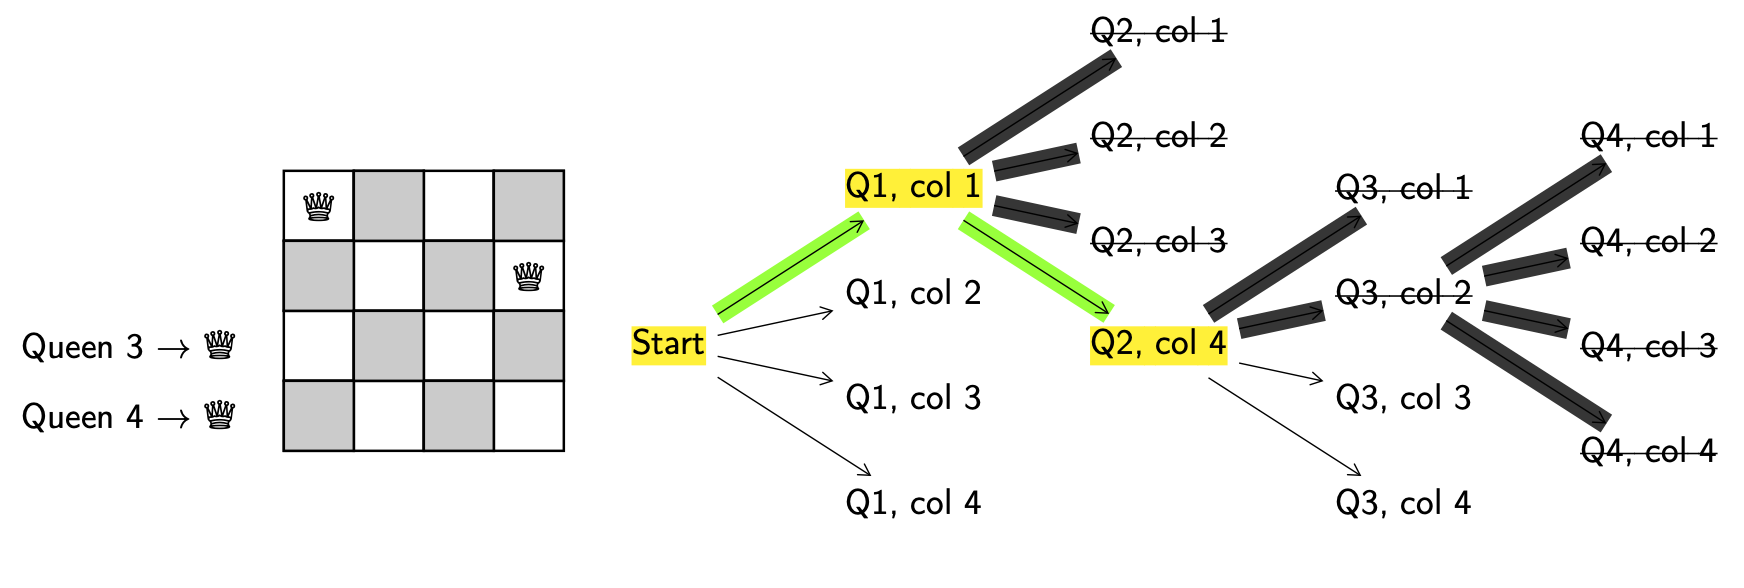 Queen 3 → ♛
Queen 4 → ♛
Start
Q1, col 1
Q1, col 2
Q1, col 3
Q1, col 4
Q2, col 1
Q2, col 2
Q2, col 3
Q2, col 4
Q3, col 1
Q3, col 2
Q3, col 3
Q3, col 4
Q4, col 1
Q4, col 2
Q4, col 3
Q4, col 4